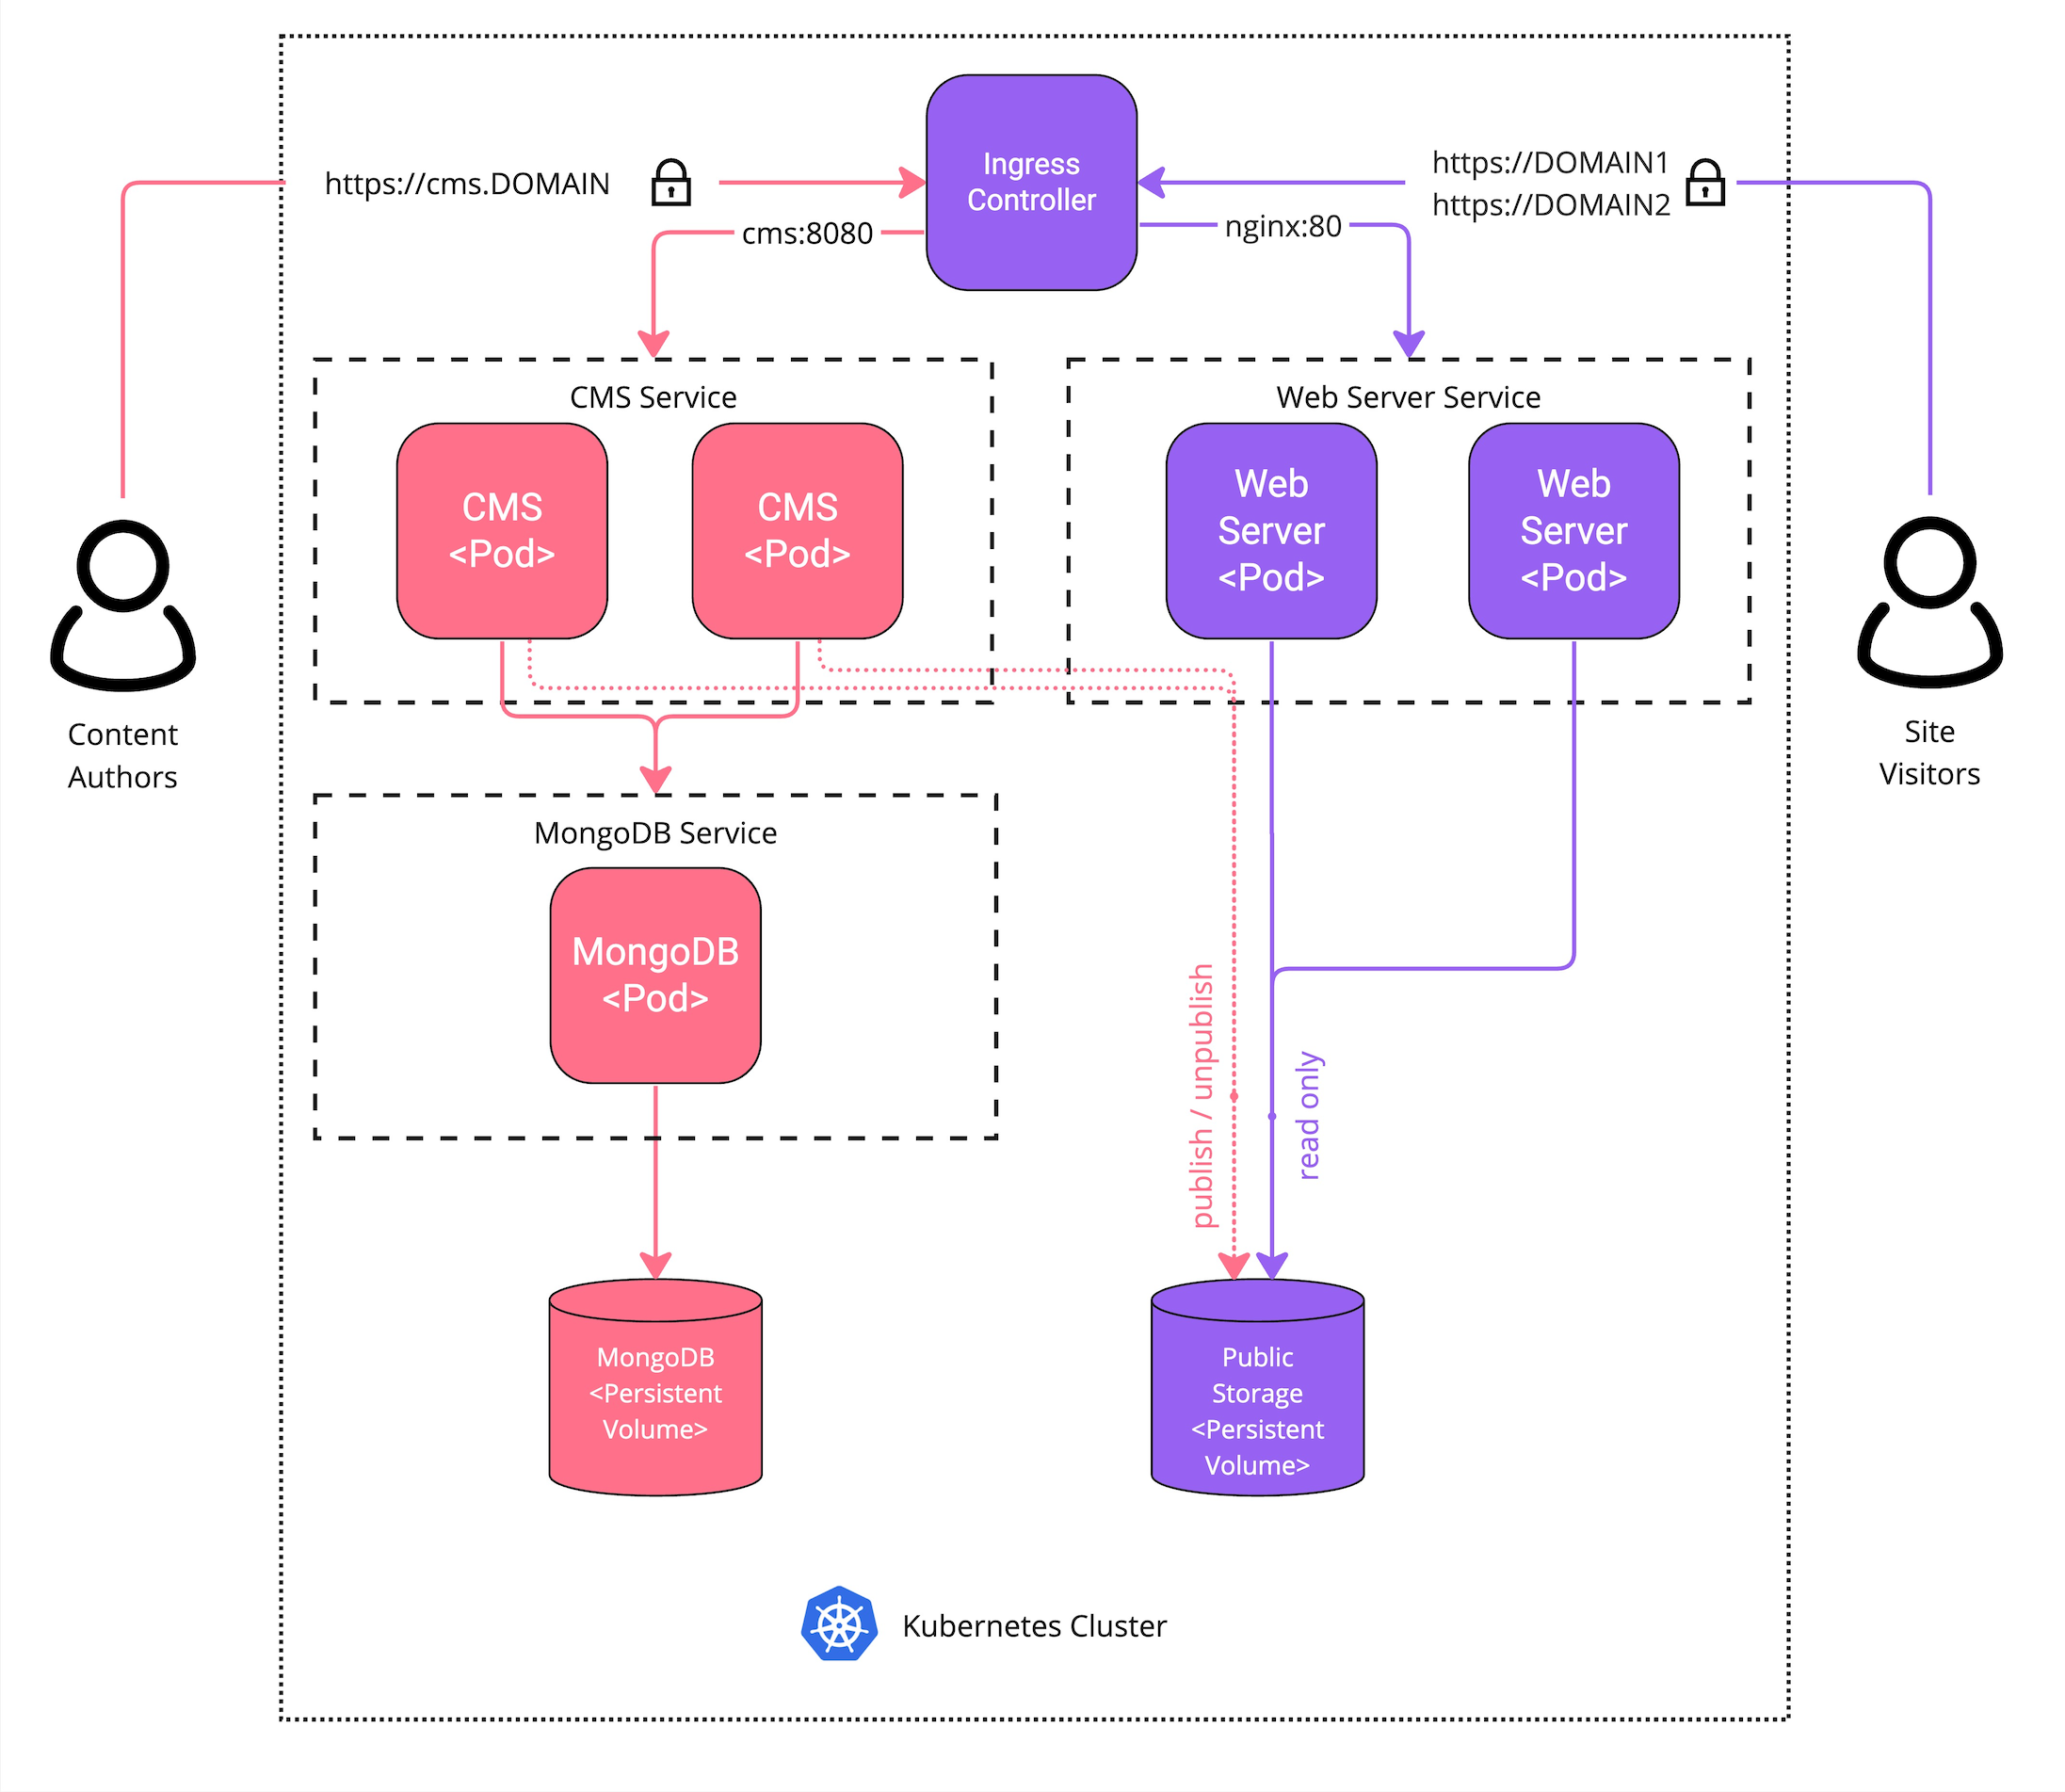 Ingress
Controller
https://cms.DOMAIN
https://DOMAIN1
https://DOMAIN2
cms:8080
nginx:80
CMS Service
CMS
<Pod>
CMS
<Pod>
Web Server Service
Web
Server
<Pod>
Web
Server
<Pod>
Content
Authors
Site
Visitors
MongoDB Service
MongoDB
<Pod>
publish / unpublish
read only
MongoDB
<Persistent
Volume>
Public
Storage
<Persistent
Volume>
Kubernetes Cluster